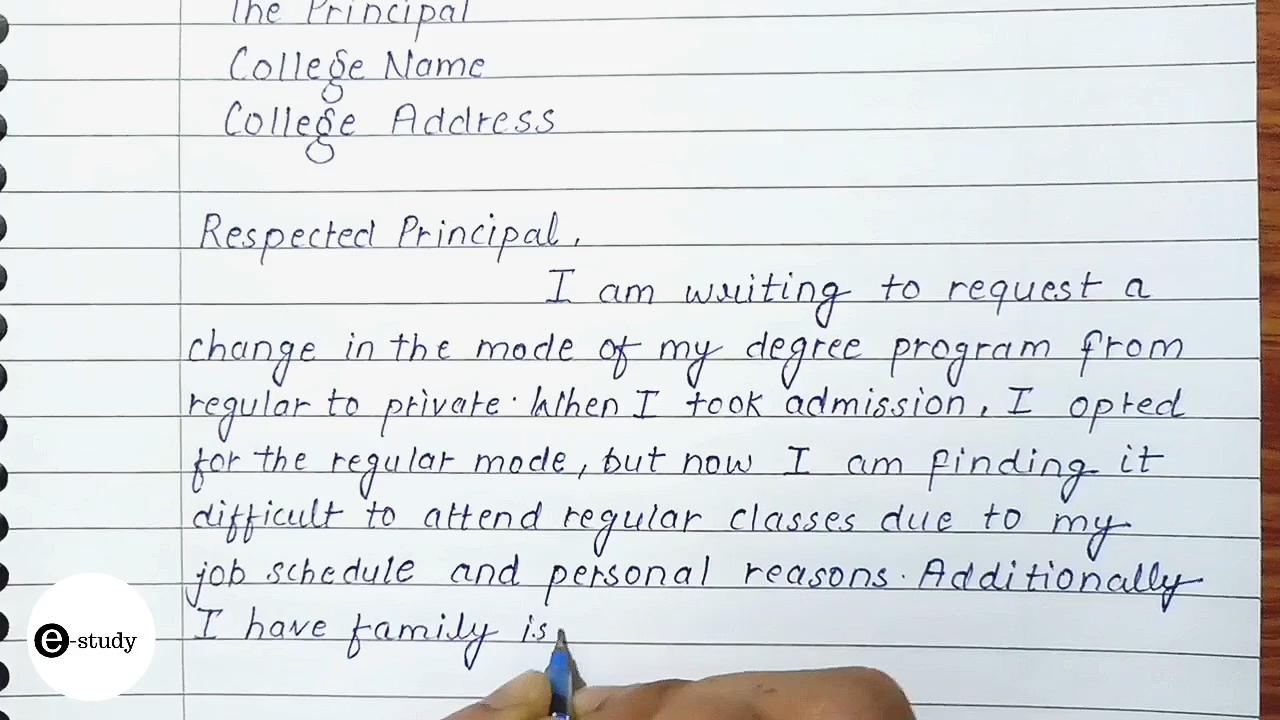 The Principal
College Name
College Address
Respected Principal,
I am writing to request a
change in the mode of my degree program from
regular to private. When I took admission, I opted
for the regular mode, but now I am finding it
difficult to attend regular classes due to my
job schedule and personal reasons. Additionally
I have family is
e-study